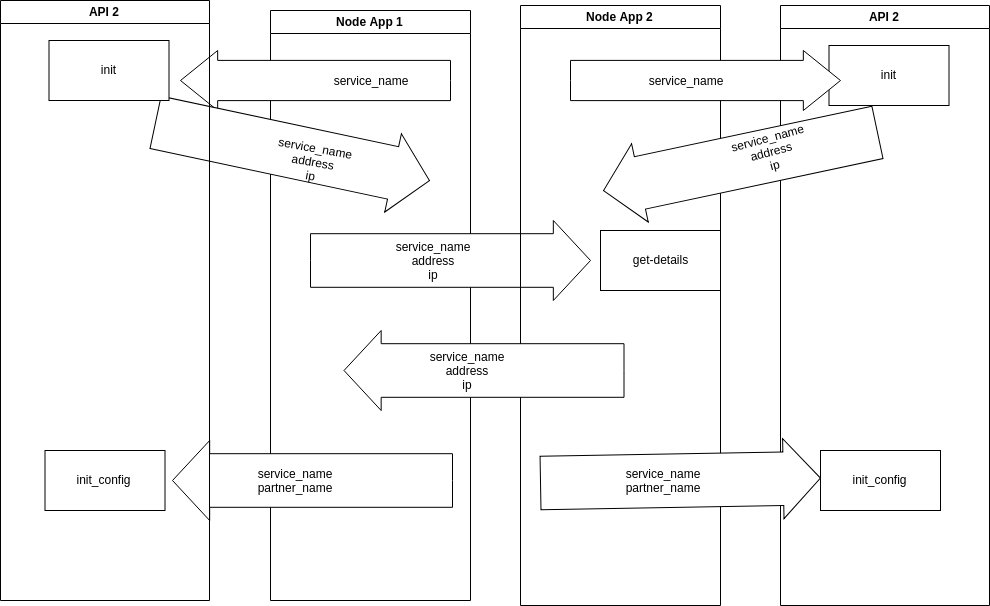 API 2
Node App 1
Node App 2
API 2
init
service_name
service_name
init
service_name
address
ip
service_name
address
ip
service_name
address
ip
get-details
service_name
address
ip
init_config
service_name
partner_name
service_name
partner_name
init_config